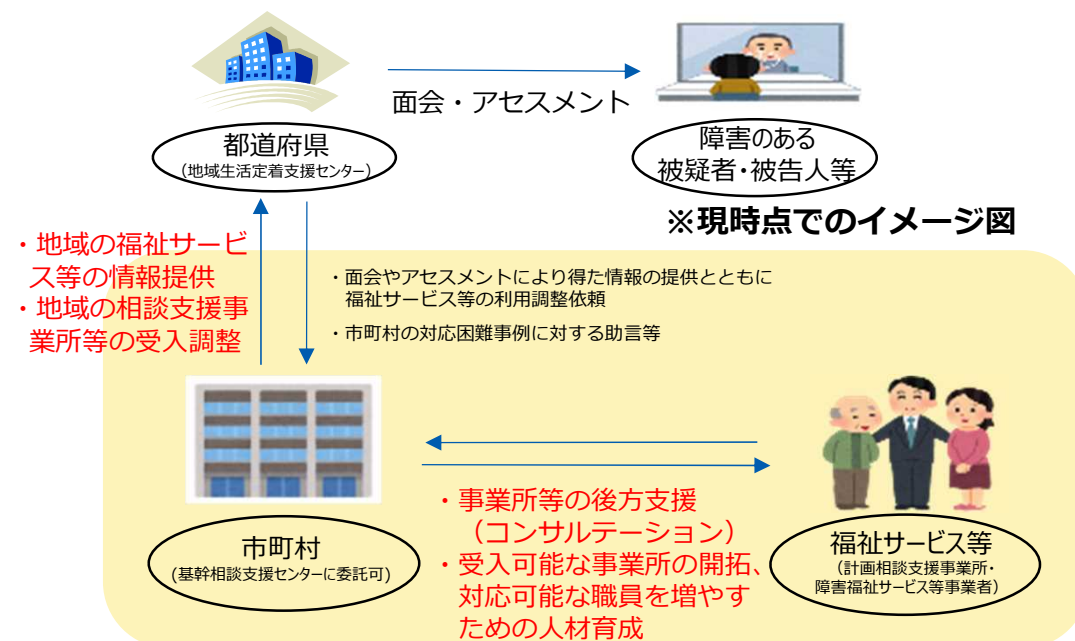 面会・アセスメント
都道府県
(地域生活定着支援センター)
障害のある
被疑者・被告人等
※現時点でのイメージ図
・地域の福祉サービ
ス等の情報提供
・地域の相談支援事
業所等の受入調整
・面会やアセスメントにより得た情報の提供とともに
福祉サービス等の利用調整依頼
・市町村の対応困難事例に対する助言等
市町村
(基幹相談支援センターに委託可)
・事業所等の後方支援
（コンサルテーション）
・受入可能な事業所の開拓、
対応可能な職員を増やす
ための人材育成
福祉サービス等
（計画相談支援事業所・
障害福祉サービス等事業者）